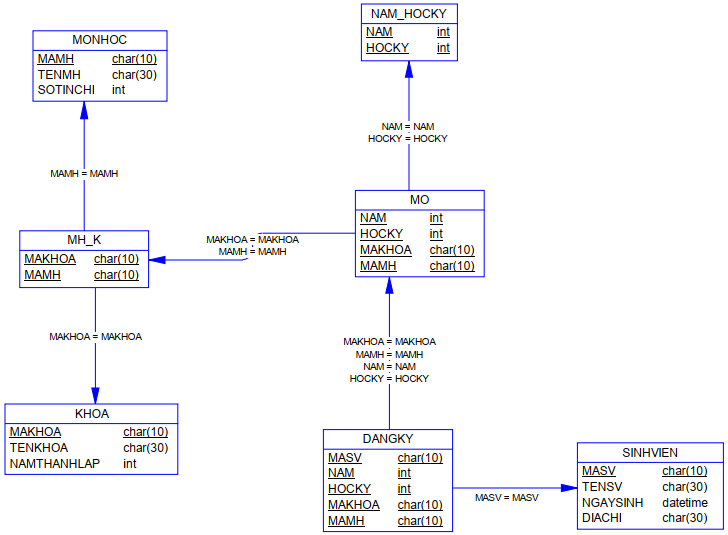 NAM_HOCKY
NAM int
HOCKY int
MONHOC
MAMH char(10)
TENMH char(30)
SOTINCHI int
NAM = NAM
HOCKY = HOCKY
MAMH = MAMH
MO
NAM int
HOCKY int
MAKHOA char(10)
MAMH char(10)
MH_K
MAKHOA char(10)
MAMH char(10)
MAKHOA = MAKHOA
MAMH = MAMH
MAKHOA = MAKHOA
MAKHOA = MAKHOA
MAMH = MAMH
NAM = NAM
HOCKY = HOCKY
KHOA
MAKHOA char(10)
TENKHOA char(30)
NAMTHANHLAP int
DANGKY
MASV char(10)
NAM int
HOCKY int
MAKHOA char(10)
MAMH char(10)
MASV = MASV
SINHVIEN
MASV char(10)
TENSV char(30)
NGAYSINH datetime
DIACHI char(30)